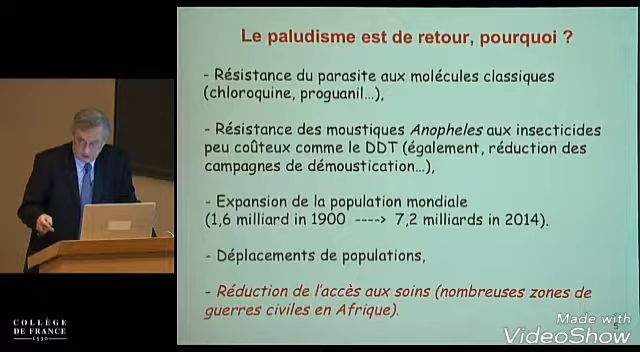 Le paludisme est de retour, pourquoi ?
- Résistance du parasite aux molécules classiques
(chloroquine, proguanil...),
- Résistance des moustiques Anopheles aux insecticides
peu coûteux comme le DDT (également, réduction des
campagnes de démoustication...),
- Expansion de la population mondiale
(1,6 milliard in 1900 ----> 7,2 milliards in 2014).
- Déplacements de populations,
- Réduction de l'accès aux soins (nombreuses zones de
guerres civiles en Afrique).
COLLÈGE
DE FRANCE
1530
Made with
VideoShow